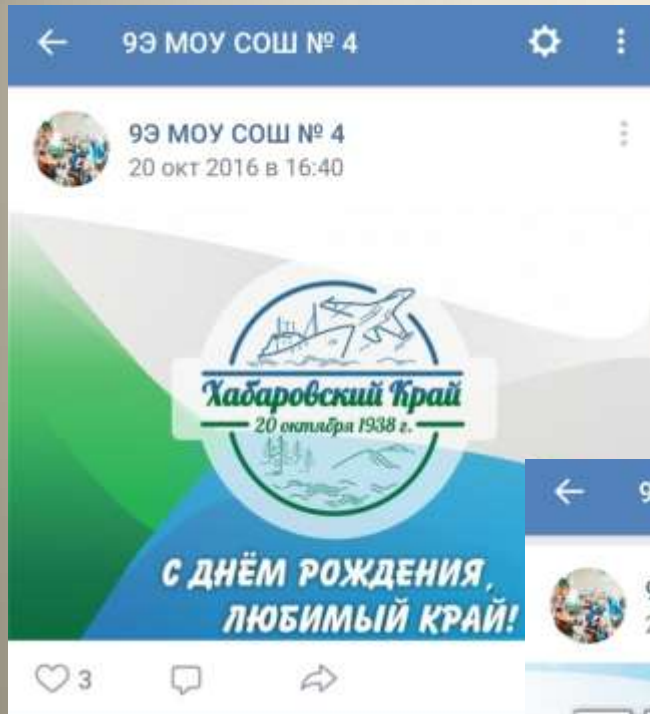 9Э МОУ СОШ № 4
9Э МОУ СОШ № 4
20 окт 2016 в 16:40
Хабаровский Край
20 октября 1938 г.
С ДНЁМ РОЖДЕНИЯ,
ЛЮБИМЫЙ КРАЙ!
3